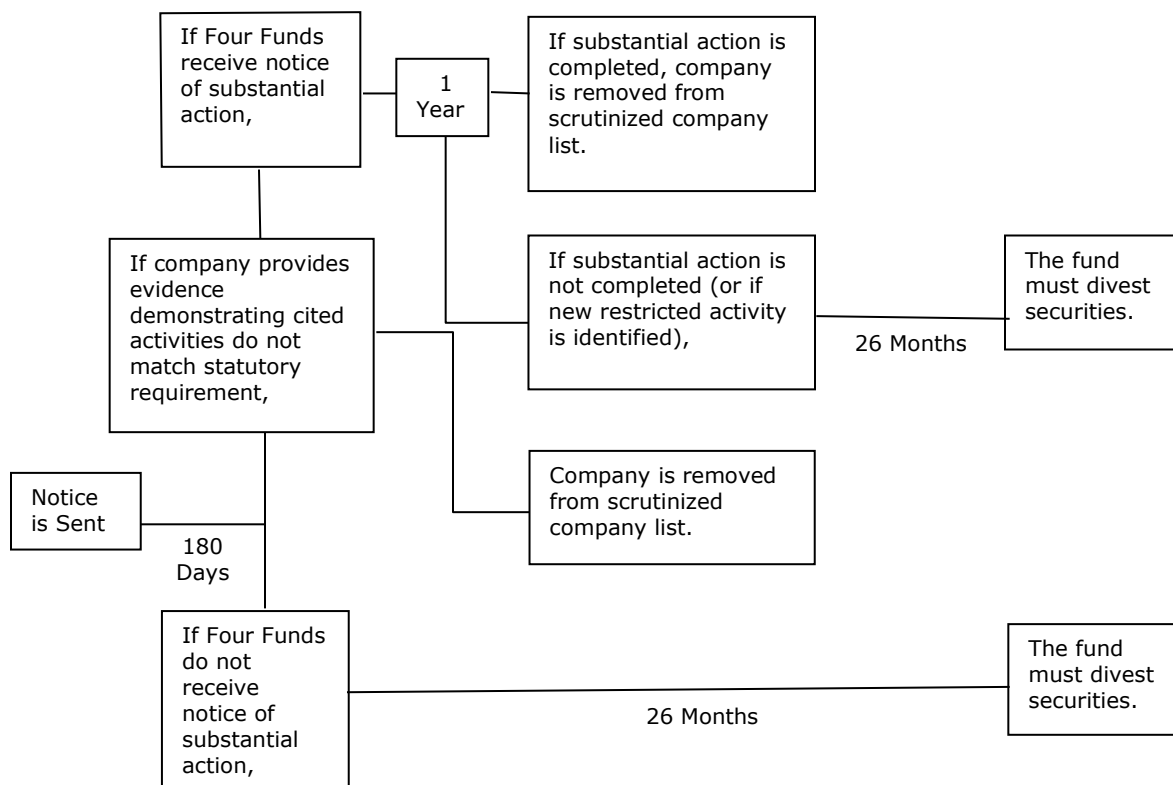 If Four Funds
receive notice
of substantial
action,
1
Year
If substantial action is
completed, company
is removed from
scrutinized company
list.
If company provides
evidence
demonstrating cited
activities do not
match statutory
requirement,
If substantial action is
not completed (or if
new restricted activity
is identified),
26 Months
The fund
must divest
securities.
Company is removed
from scrutinized
company list.
Notice
is Sent
180
Days
If Four Funds
do not
receive
notice of
substantial
action,
26 Months
The fund
must divest
securities.